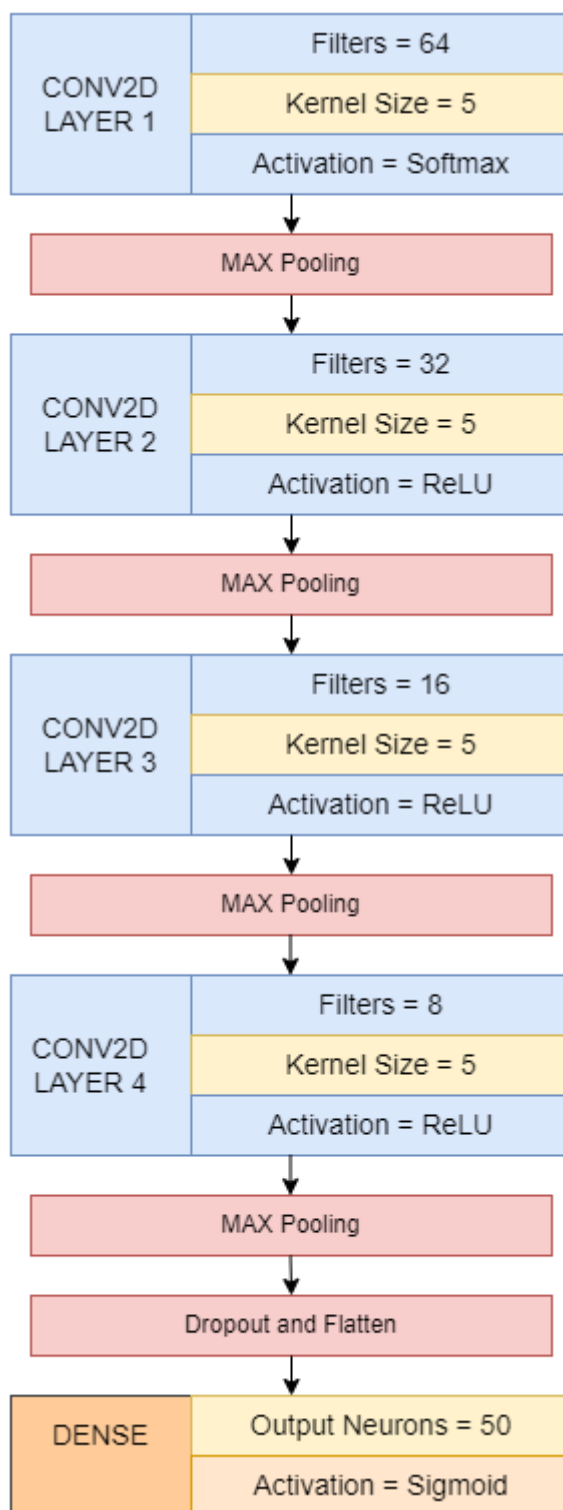 CONV2D
LAYER 1
Filters = 64
Kernel Size = 5
Activation = Softmax
MAX Pooling
CONV2D
LAYER 2
Filters = 32
Kernel Size = 5
Activation = ReLU
MAX Pooling
CONV2D
LAYER 3
Filters = 16
Kernel Size = 5
Activation = ReLU
MAX Pooling
CONV2D
LAYER 4
Filters = 8
Kernel Size = 5
Activation = ReLU
MAX Pooling
Dropout and Flatten
DENSE
Output Neurons = 50
Activation = Sigmoid